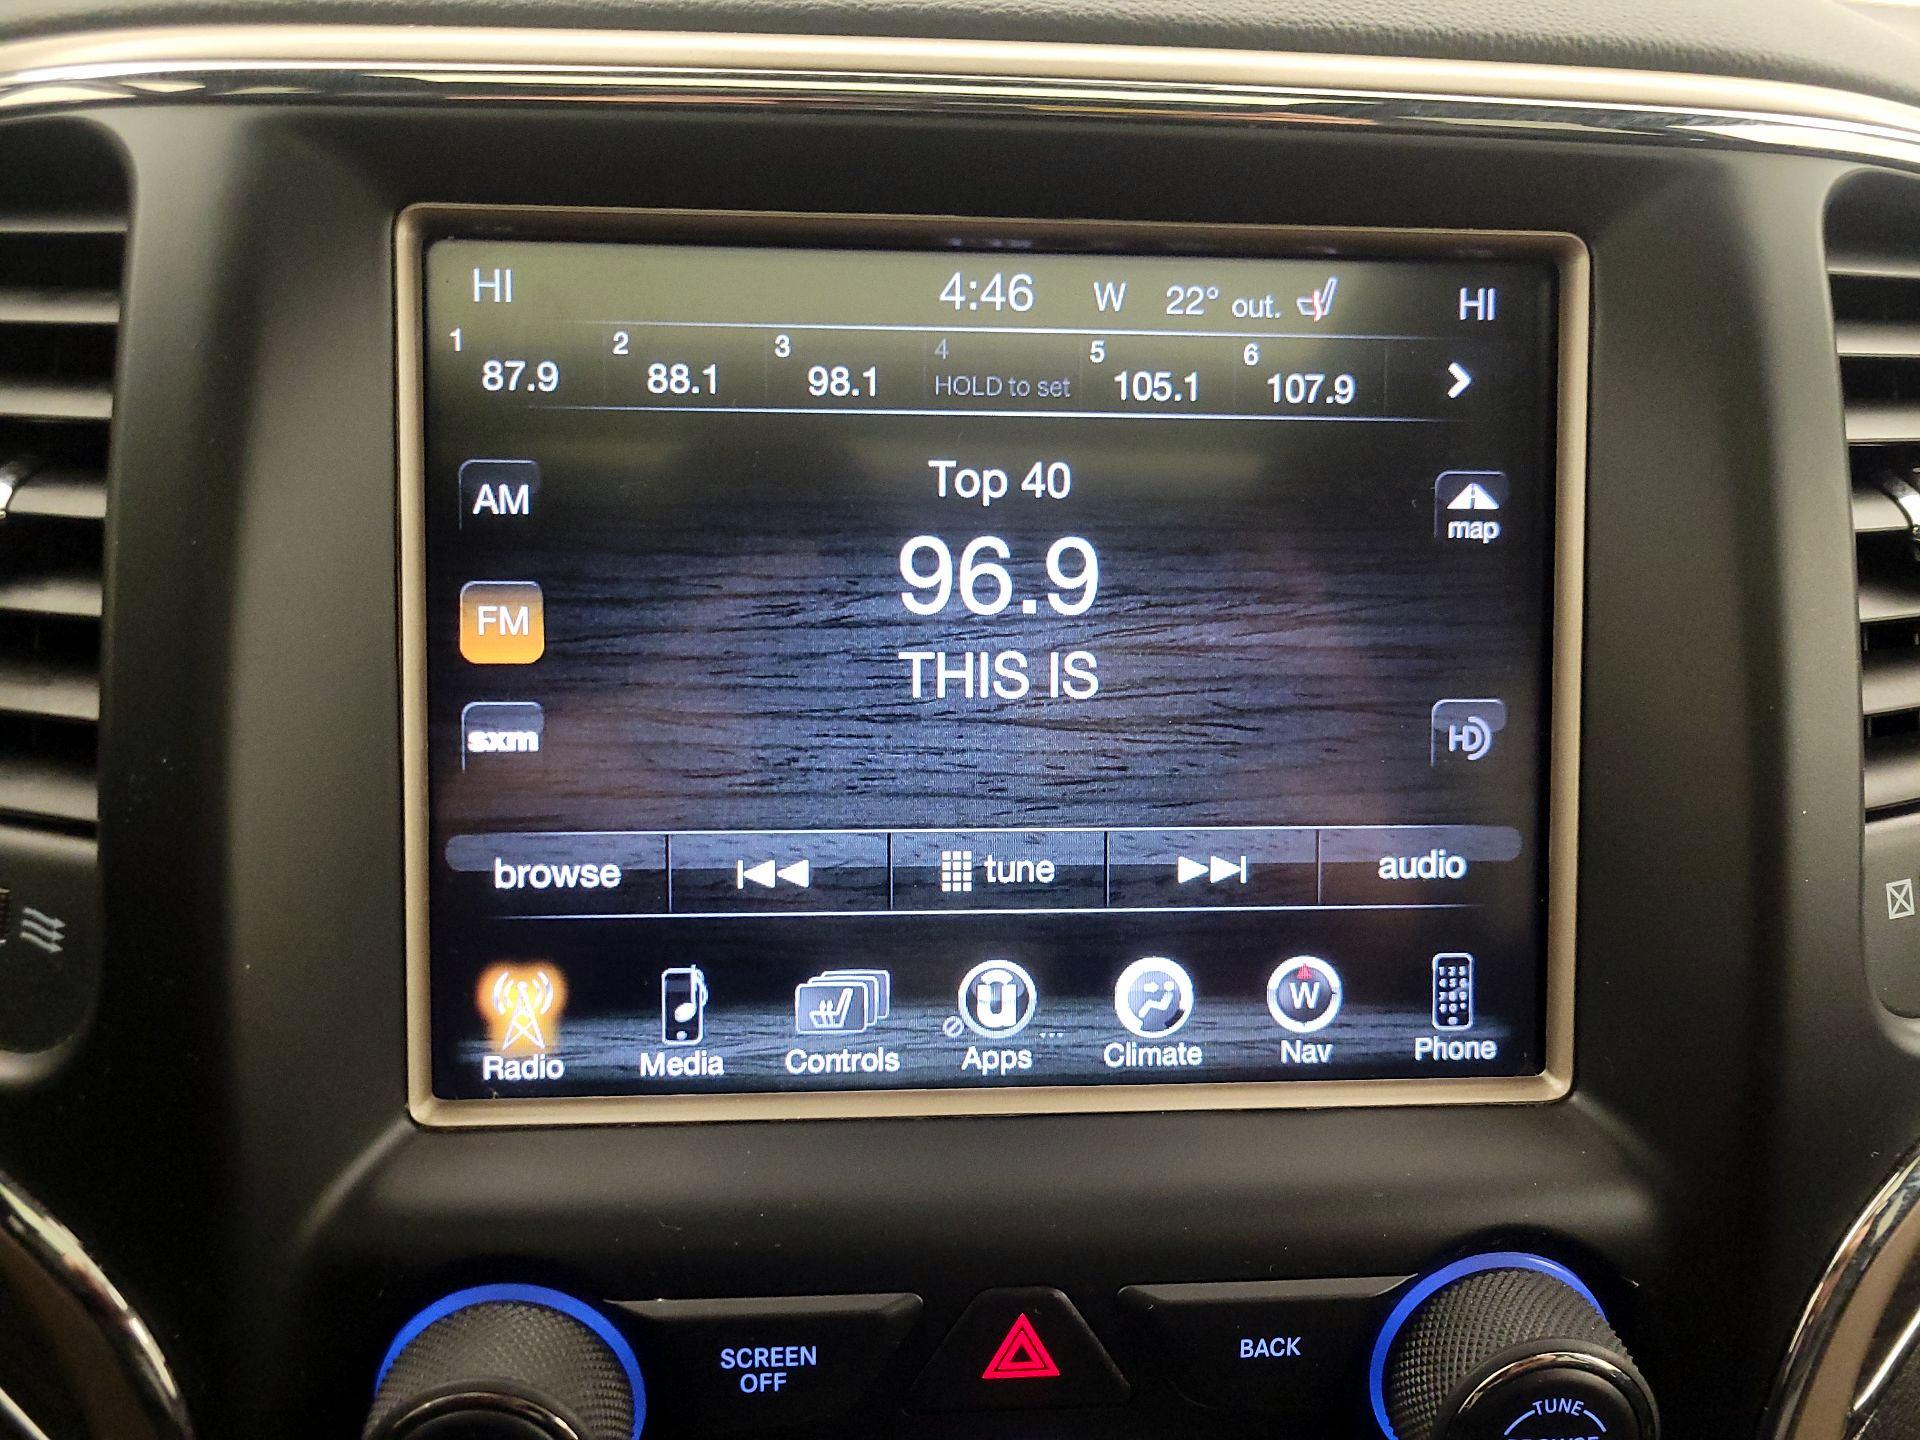 HI 4:46 W 22° out. HI
1 2 3 4 5 6
87.9 88.1 98.1 HOLD to set 105.1 107.9
Top 40
AM
map
96.9
FM
THIS IS
sxm
HD
browse tune audio
W
Radio Media Controls Apps Climate Nav Phone
SCREEN
OFF
BACK
TUNE